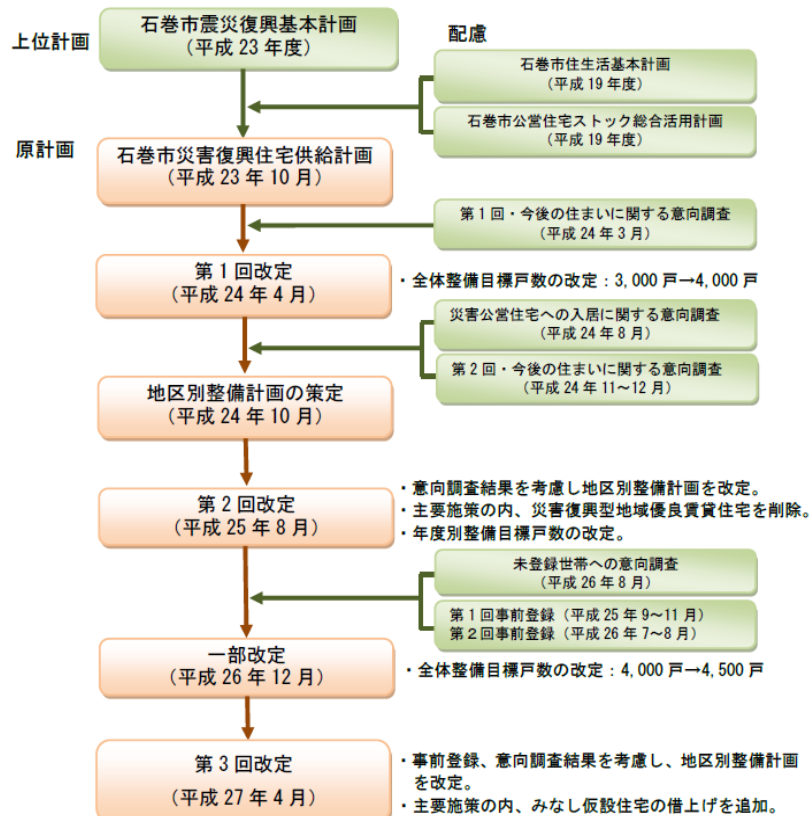 上位計画
石巻市震災復興基本計画
(平成 23 年度)
配慮
石巻市住生活基本計画
(平成 19 年度)
石巻市公営住宅ストック総合活用計画
(平成 19 年度)
原計画
石巻市災害復興住宅供給計画
(平成 23 年 10 月)
第1回・今後の住まいに関する意向調査
(平成 24 年 3 月)
第1回改定
(平成 24 年 4 月)
・全体整備目標戸数の改定：3,000 戸→4,000 戸
災害公営住宅への入居に関する意向調査
(平成 24 年 8 月)
第2回・今後の住まいに関する意向調査
(平成 24 年 11～12 月)
地区別整備計画の策定
(平成 24 年 10 月)
第2回改定
(平成 25 年 8 月)
・意向調査結果を考慮し地区別整備計画を改定。
・主要施策の内、災害復興型地域優良賃貸住宅を削除。
・年度別整備目標戸数の改定。
未登録世帯への意向調査
(平成 26 年 8 月)
第1回事前登録（平成 25 年 9～11 月）
第2回事前登録（平成 26 年 7～8 月）
一部改定
(平成 26 年 12 月)
・全体整備目標戸数の改定：4,000 戸→4,500 戸
第3回改定
(平成 27 年 4 月)
・事前登録、意向調査結果を考慮し、地区別整備計画
を改定。
・主要施策の内、みなし仮設住宅の借上げを追加。